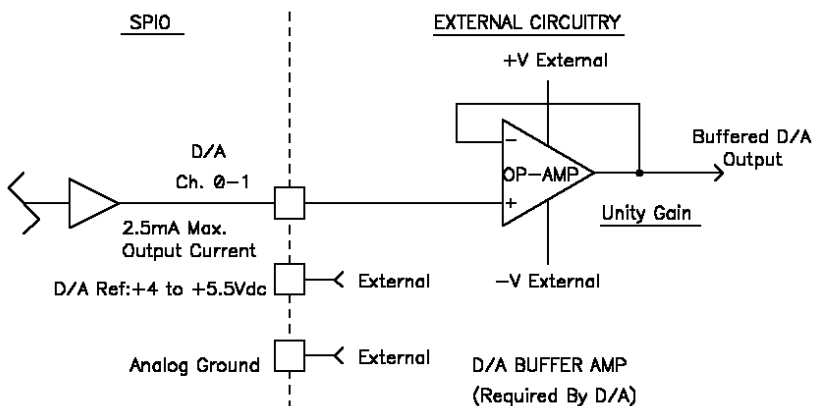 SPIO
EXTERNAL CIRCUITRY
+V External
D/A
Ch. 0-1
2.5mA Max.
Output Current
-
OP-AMP
+
Buffered D/A
Output
Unity Gain
-V External
D/A Ref:+4 to +5.5Vdc
External
Analog Ground
External
D/A BUFFER AMP
(Required By D/A)